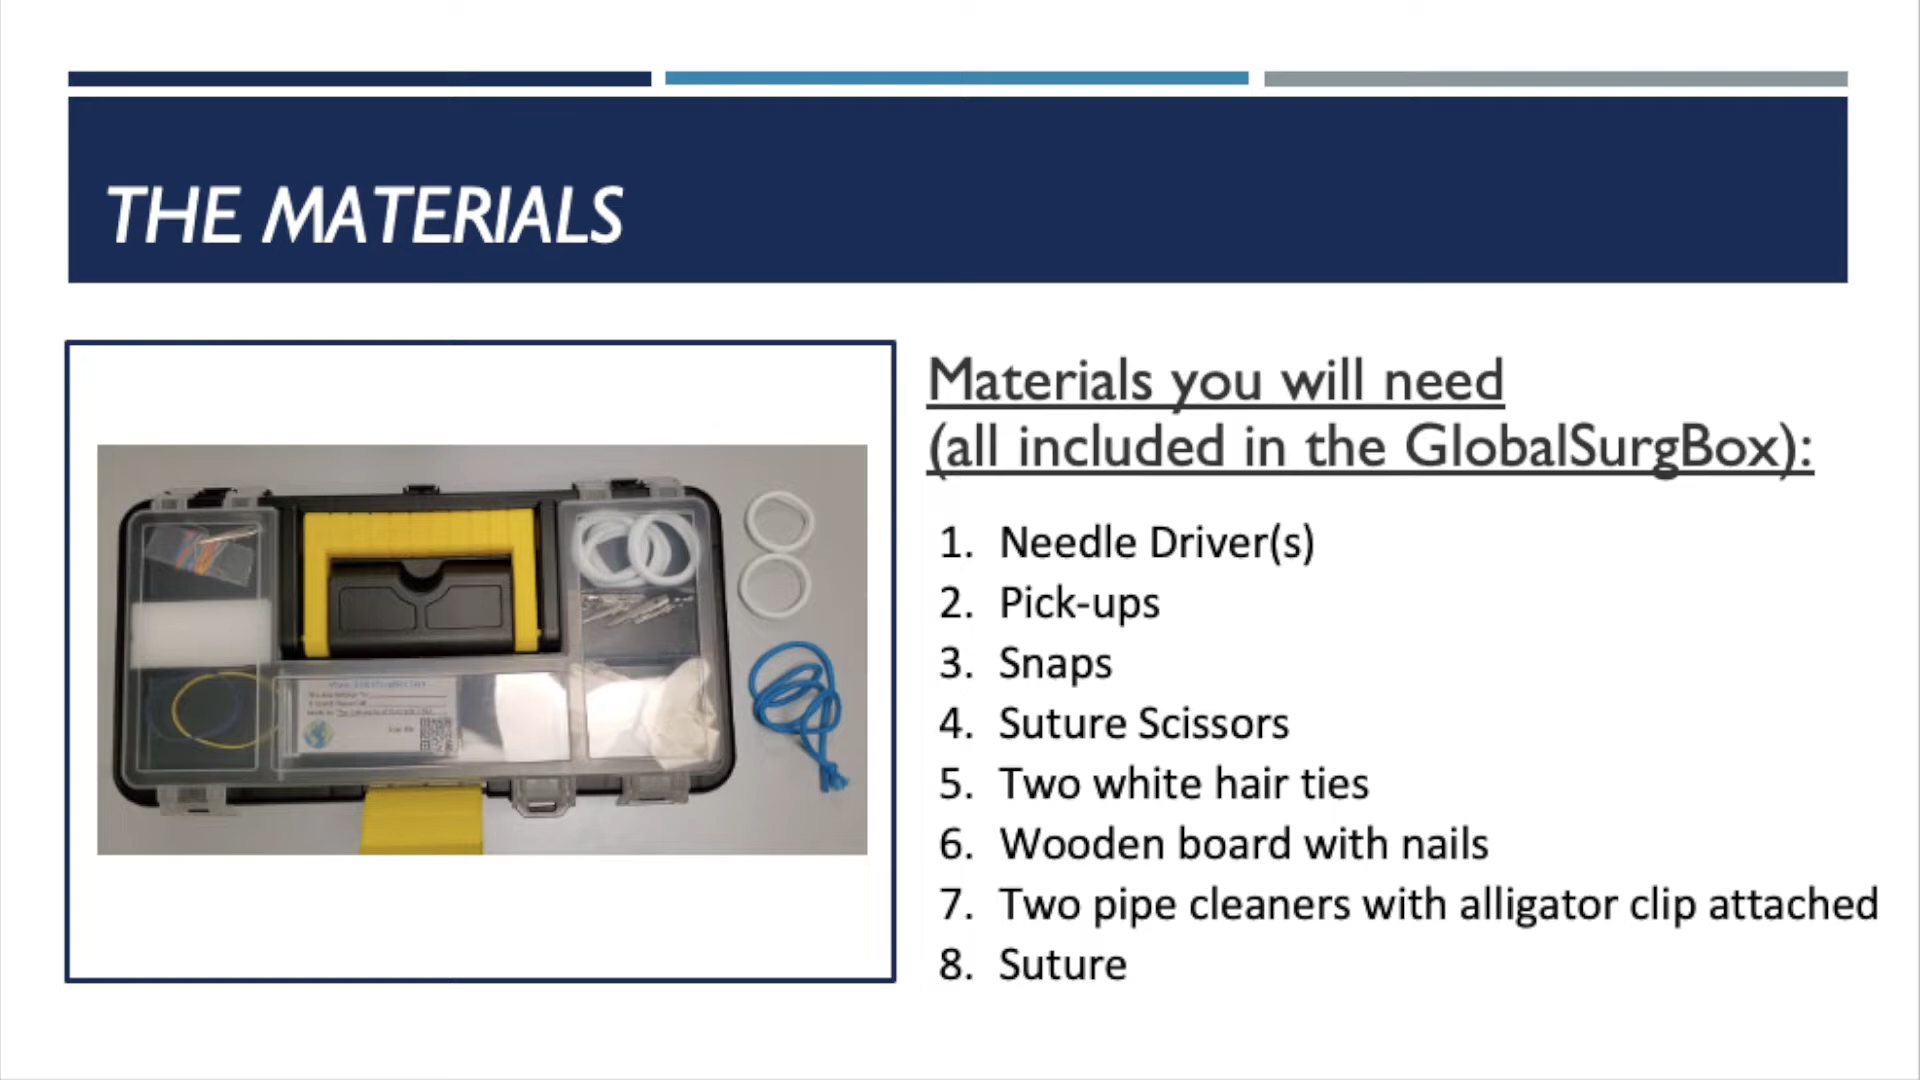 THE MATERIALS
Materials you will need
(all included in the GlobalSurgBox):
1. Needle Driver(s)
2. Pick-ups
3. Snaps
4. Suture Scissors
5. Two white hair ties
6. Wooden board with nails
7. Two pipe cleaners with alligator clip attached
8. Suture